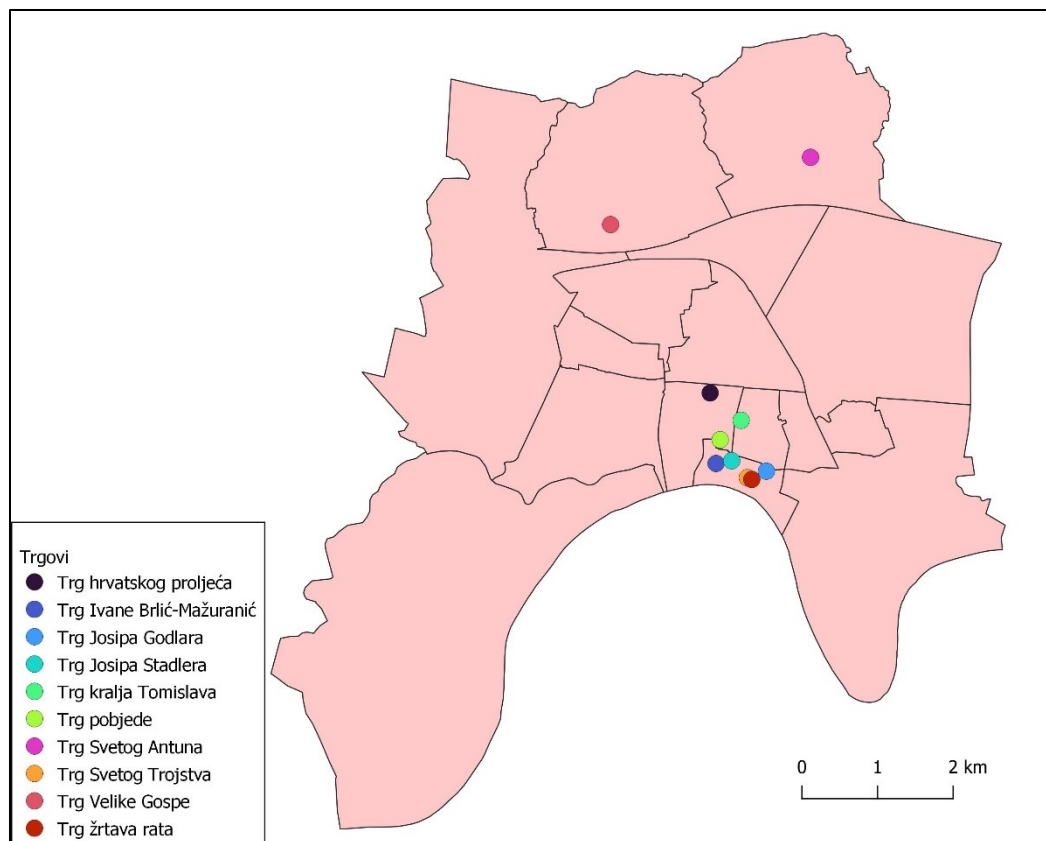 Trgovi
Trg hrvatskog proljeća
Trg Ivane Brlić-Mažuranić
Trg Josipa Godlara
Trg Josipa Stadlera
Trg kralja Tomislava
Trg pobjede
Trg Svetog Antuna
Trg Svetog Trojstva
Trg Velike Gospe
Trg žrtava rata
0 1 2 km